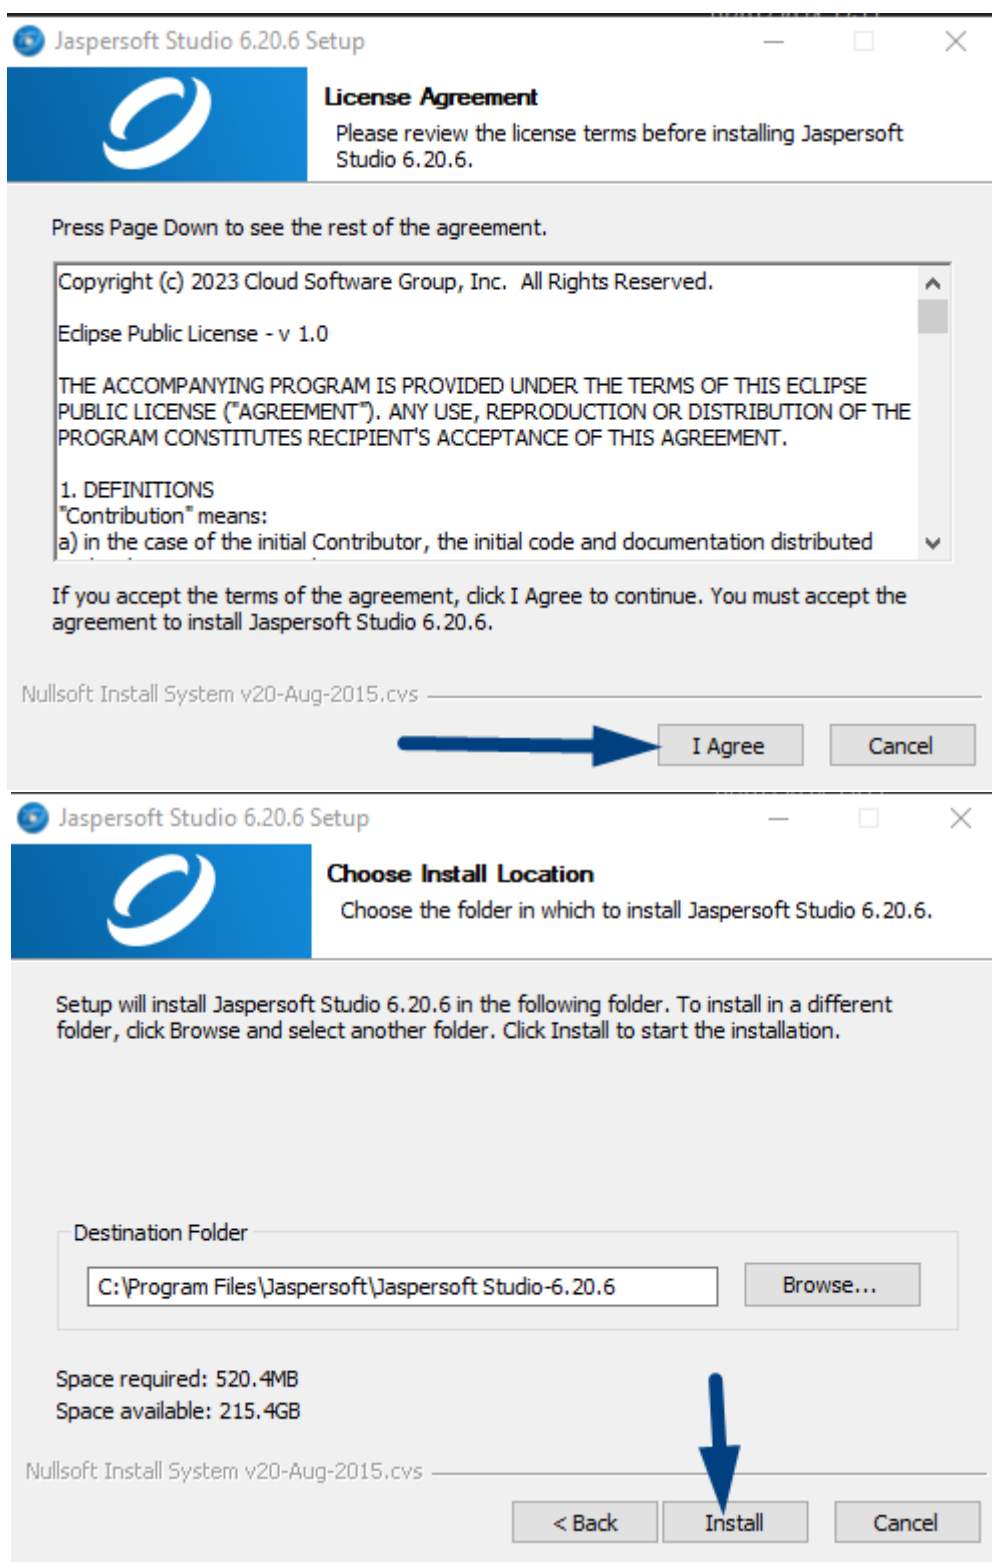 Jaspersoft Studio 6.20.6 Setup
License Agreement
Please review the license terms before installing Jaspersoft
Studio 6.20.6.
Press Page Down to see the rest of the agreement.
Copyright (c) 2023 Cloud Software Group, Inc.  All Rights Reserved.
Eclipse Public License - v 1.0
THE ACCOMPANYING PROGRAM IS PROVIDED UNDER THE TERMS OF THIS ECLIPSE
PUBLIC LICENSE ("AGREEMENT"). ANY USE, REPRODUCTION OR DISTRIBUTION OF THE
PROGRAM CONSTITUTES RECIPIENT'S ACCEPTANCE OF THIS AGREEMENT.
1. DEFINITIONS
"Contribution" means:
a) in the case of the initial Contributor, the initial code and documentation distributed
If you accept the terms of the agreement, click I Agree to continue. You must accept the
agreement to install Jaspersoft Studio 6.20.6.
Nullsoft Install System v20-Aug-2015.cvs
I Agree
Cancel
Jaspersoft Studio 6.20.6 Setup
Choose Install Location
Choose the folder in which to install Jaspersoft Studio 6.20.6.
Setup will install Jaspersoft Studio 6.20.6 in the following folder. To install in a different
folder, click Browse and select another folder. Click Install to start the installation.
Destination Folder
C:\Program Files\Jaspersoft\Jaspersoft Studio-6.20.6
Browse...
Space required: 520.4MB
Space available: 215.4GB
Nullsoft Install System v20-Aug-2015.cvs
< Back
Install
Cancel